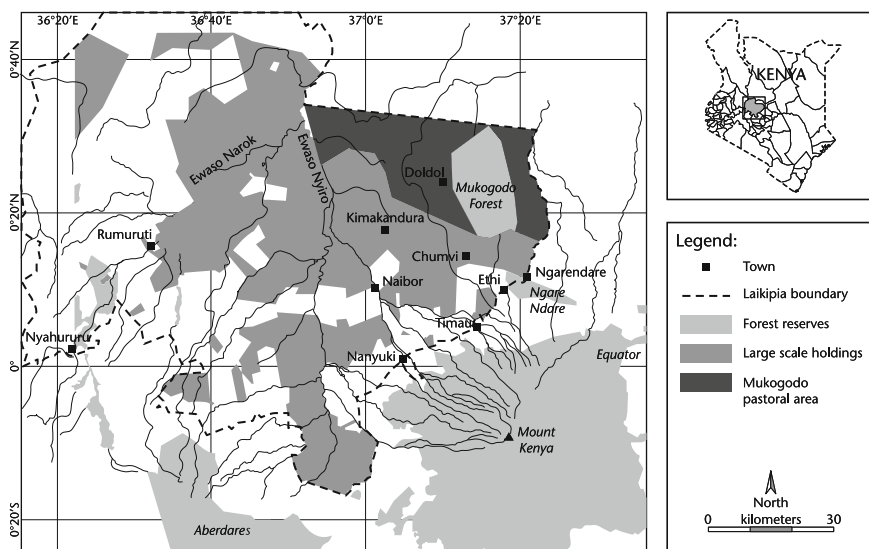 36°20'E
36°40'
37°0'
37°20'
0°40'N
0°20'N
0°
0°20'S
Ewaso Narok
Ewaso Nyiro
Doldol
Mukogodo
Forest
Kimakandura
Rumuruti
Chumvi
Naibor
Ethi
Ngarendare
Ngare
Ndare
Timau
Nyahururu
Nanyuki
Equator
Mount
Kenya
Aberdares
KENYA
Legend:
Town
Laikipia boundary
Forest reserves
Large scale holdings
Mukogodo
pastoral area
North
0 kilometers 30